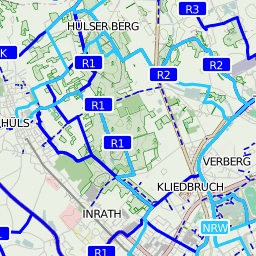 R3
HÜLSER BERG
K
R1
R2
R2
R1
HÜLS
R1
VERBERG
KLIEDBRUCH
INRATH
NRW
R1